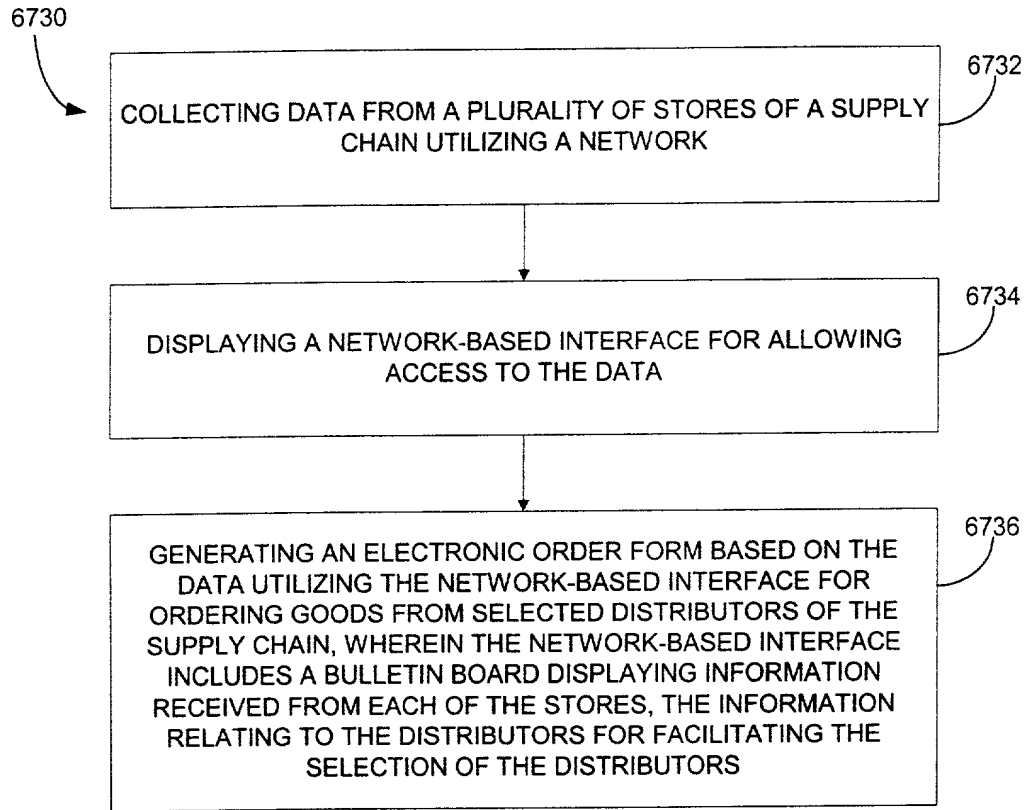 6730
6732
COLLECTING DATA FROM A PLURALITY OF STORES OF A SUPPLY
CHAIN UTILIZING A NETWORK
6734
DISPLAYING A NETWORK-BASED INTERFACE FOR ALLOWING
ACCESS TO THE DATA
6736
GENERATING AN ELECTRONIC ORDER FORM BASED ON THE
DATA UTILIZING THE NETWORK-BASED INTERFACE FOR
ORDERING GOODS FROM SELECTED DISTRIBUTORS OF THE
SUPPLY CHAIN, WHEREIN THE NETWORK-BASED INTERFACE
INCLUDES A BULLETIN BOARD DISPLAYING INFORMATION
RECEIVED FROM EACH OF THE STORES, THE INFORMATION
RELATING TO THE DISTRIBUTORS FOR FACILITATING THE
SELECTION OF THE DISTRIBUTORS